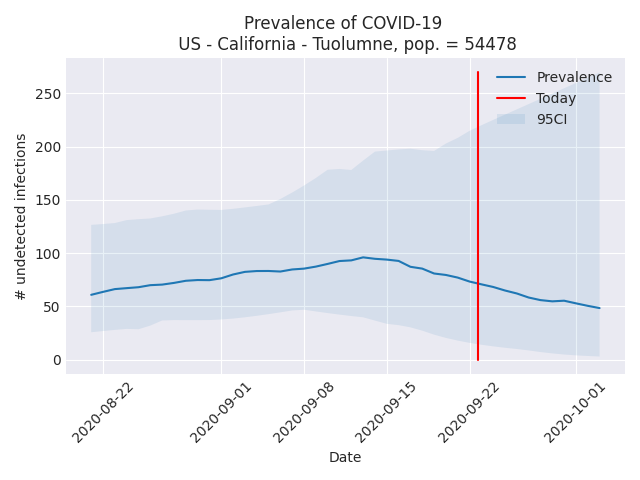 Prevalence of COVID-19
US - California - Tuolumne, pop. = 54478
Prevalence
Today
95CI
# undetected infections
250
200
150
100
50
0
2020-08-22
2020-09-01
2020-09-08
2020-09-15
2020-09-22
2020-10-01
Date